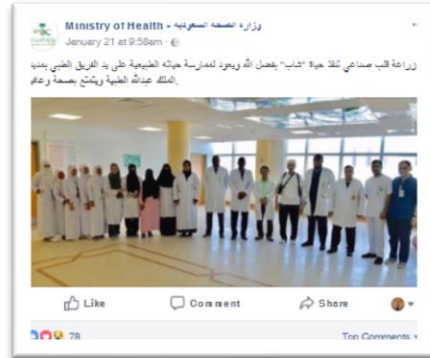 Ministry of Health - وزارة الصحة السعودية
January 21 at 9:58am
زراعة قلب صناعي تنقذ حياة "شاب" بفضل الله ويعود لممارسة حياته الطبيعية على يد الفريق الطبي بمدينة
الملك عبدالله الطبية ويتمتع بصحة
Like Comment Share
78 Top Comments